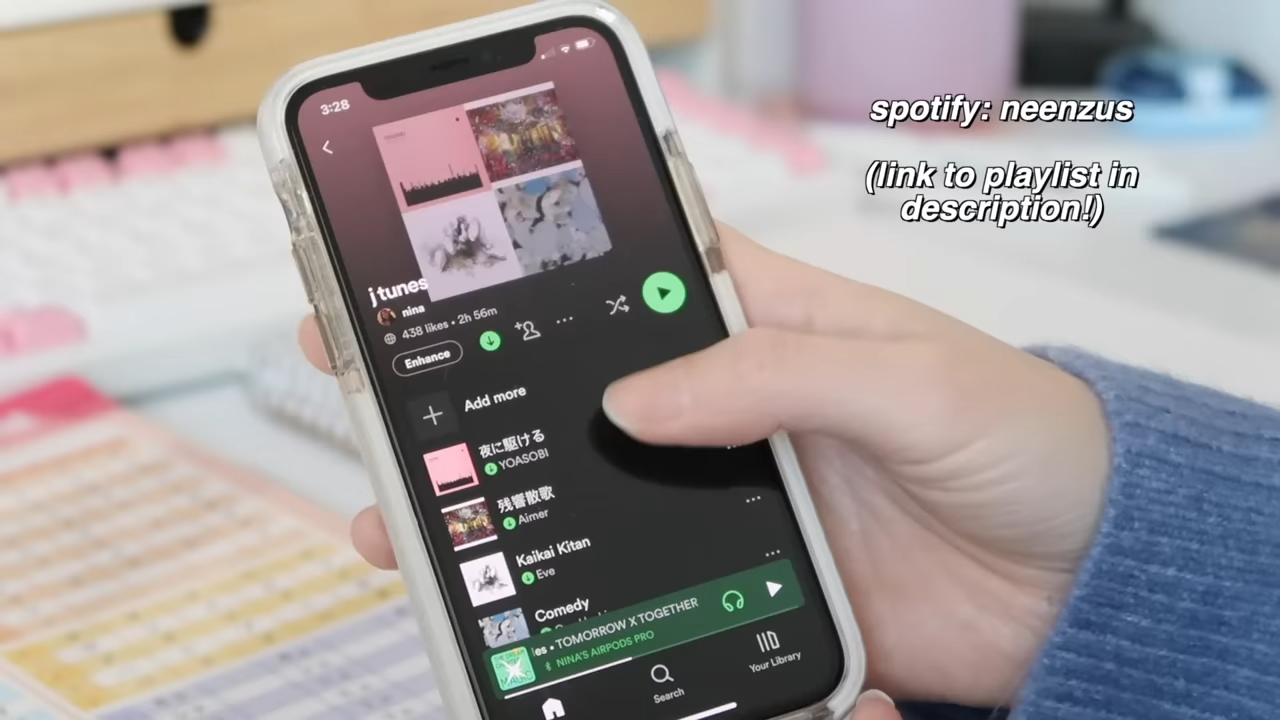 spotify: neenzus
(link to playlist in
description!)
3:28
j tunes
nina
438 likes • 2h 56m
Enhance
Add more
夜に駆ける
YOASOBI
残響散歌
Aimer
Kaikai Kitan
Eve
Comedy
es • TOMORROW X TOGETHER
NINA'S AIRPODS PRO
Search
Your Library